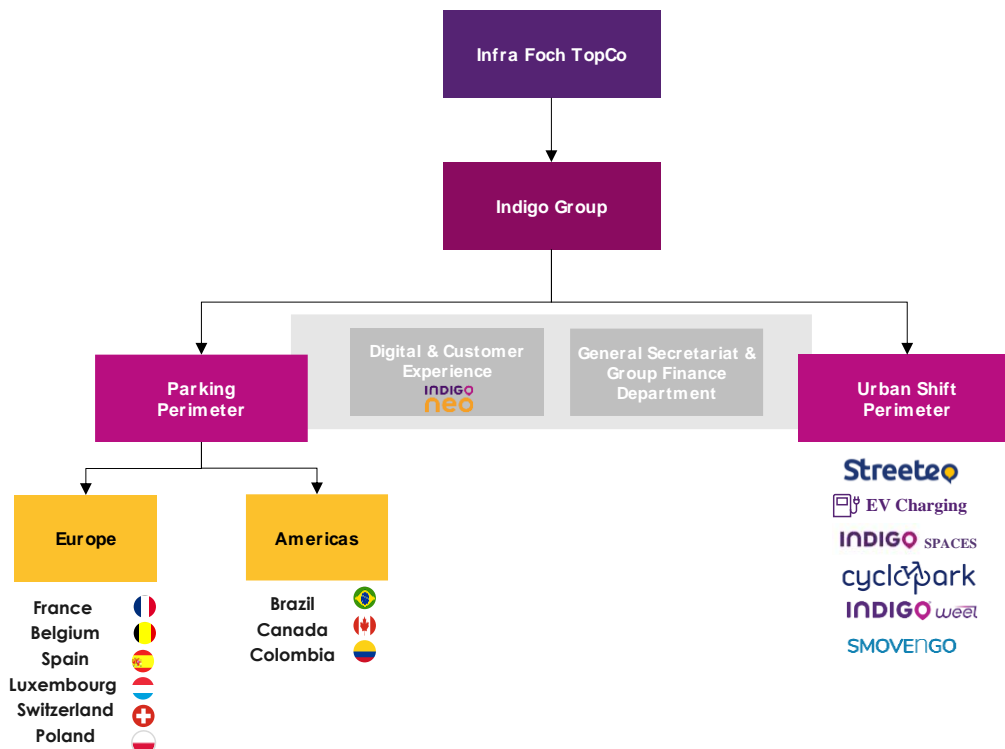 Infra Foch TopCo
Indigo Group
Digital & Customer
Experience
INDIGO
neo
General Secretariat &
Group Finance
Department
Parking
Perimeter
Urban Shift
Perimeter
Streeteo
EV Charging
INDIGO SPACES
cyclopark
INDIGO weel
SMOVENGO
Europe
Americas
France
Belgium
Spain
Luxembourg
Switzerland
Poland
Brazil
Canada
Colombia